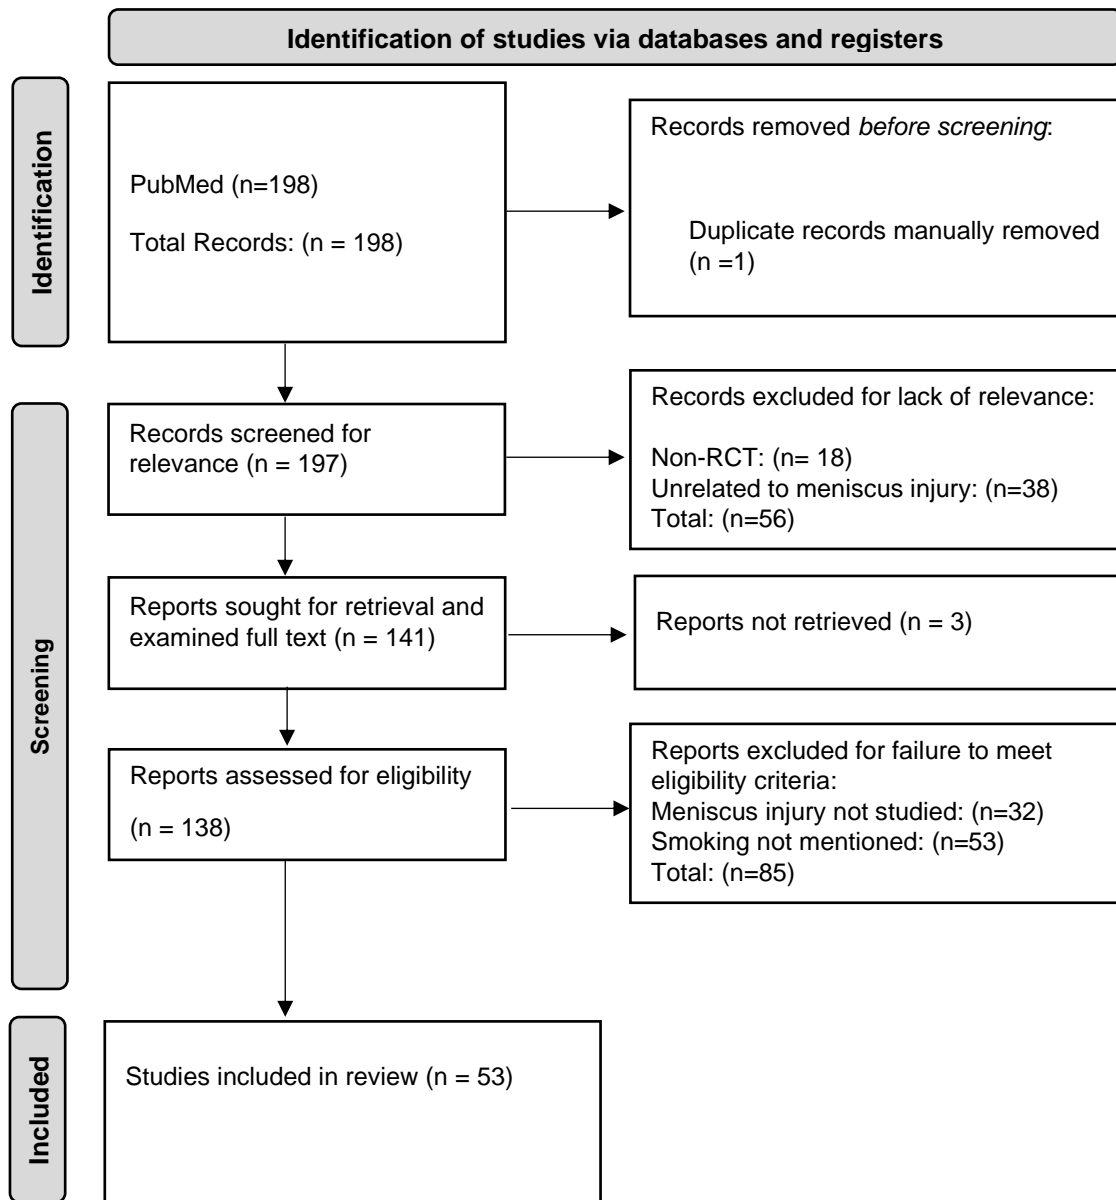 Identification of studies via databases and registers
Identification
PubMed (n=198)
Total Records: (n = 198)
Records removed before screening:
Duplicate records manually removed
(n =1)
Screening
Records screened for
relevance (n = 197)
Records excluded for lack of relevance:
Non-RCT: (n= 18)
Unrelated to meniscus injury: (n=38)
Total: (n=56)
Reports sought for retrieval and
examined full text (n = 141)
Reports not retrieved (n = 3)
Reports assessed for eligibility
(n = 138)
Reports excluded for failure to meet
eligibility criteria:
Meniscus injury not studied: (n=32)
Smoking not mentioned: (n=53)
Total: (n=85)
Included
Studies included in review (n = 53)